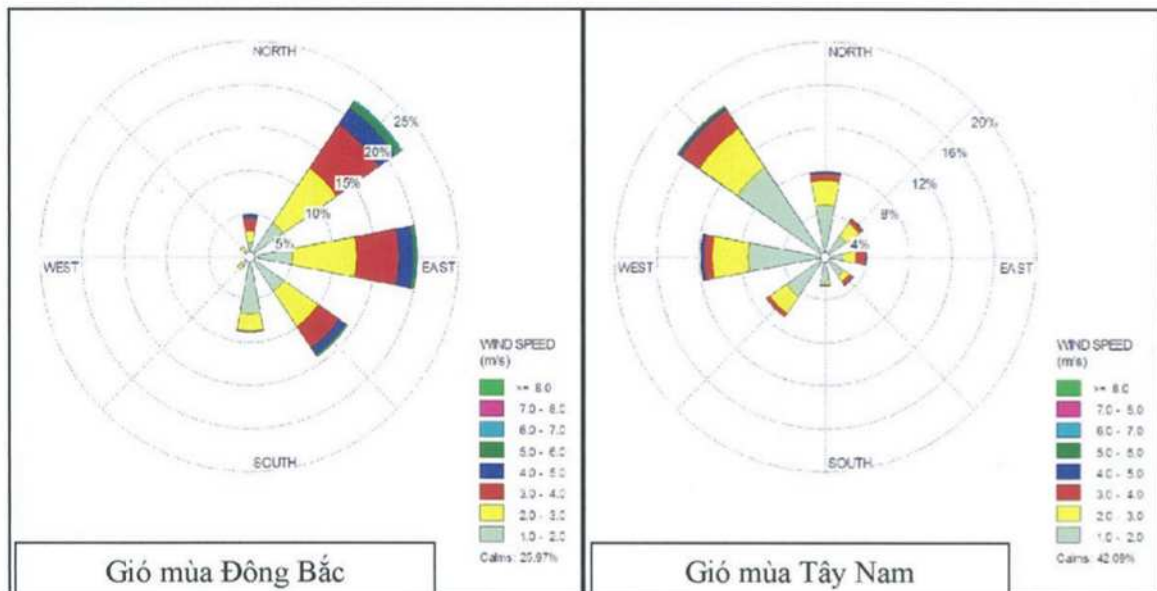 NORTH
25%
20%
15%
10%
5%
WEST
EAST
SOUTH
WIND SPEED
(m/s)
>= 8.0
7.0 - 8.0
6.0 - 7.0
5.0 - 6.0
4.0 - 5.0
3.0 - 4.0
2.0 - 3.0
1.0 - 2.0
Calms: 25.97%
Gió mùa Đông Bắc
NORTH
20%
16%
12%
8%
4%
WEST
EAST
SOUTH
WIND SPEED
(m/s)
>= 8.0
7.0 - 8.0
6.0 - 7.0
5.0 - 6.0
4.0 - 5.0
3.0 - 4.0
2.0 - 3.0
1.0 - 2.0
Calms: 42.09%
Gió mùa Tây Nam